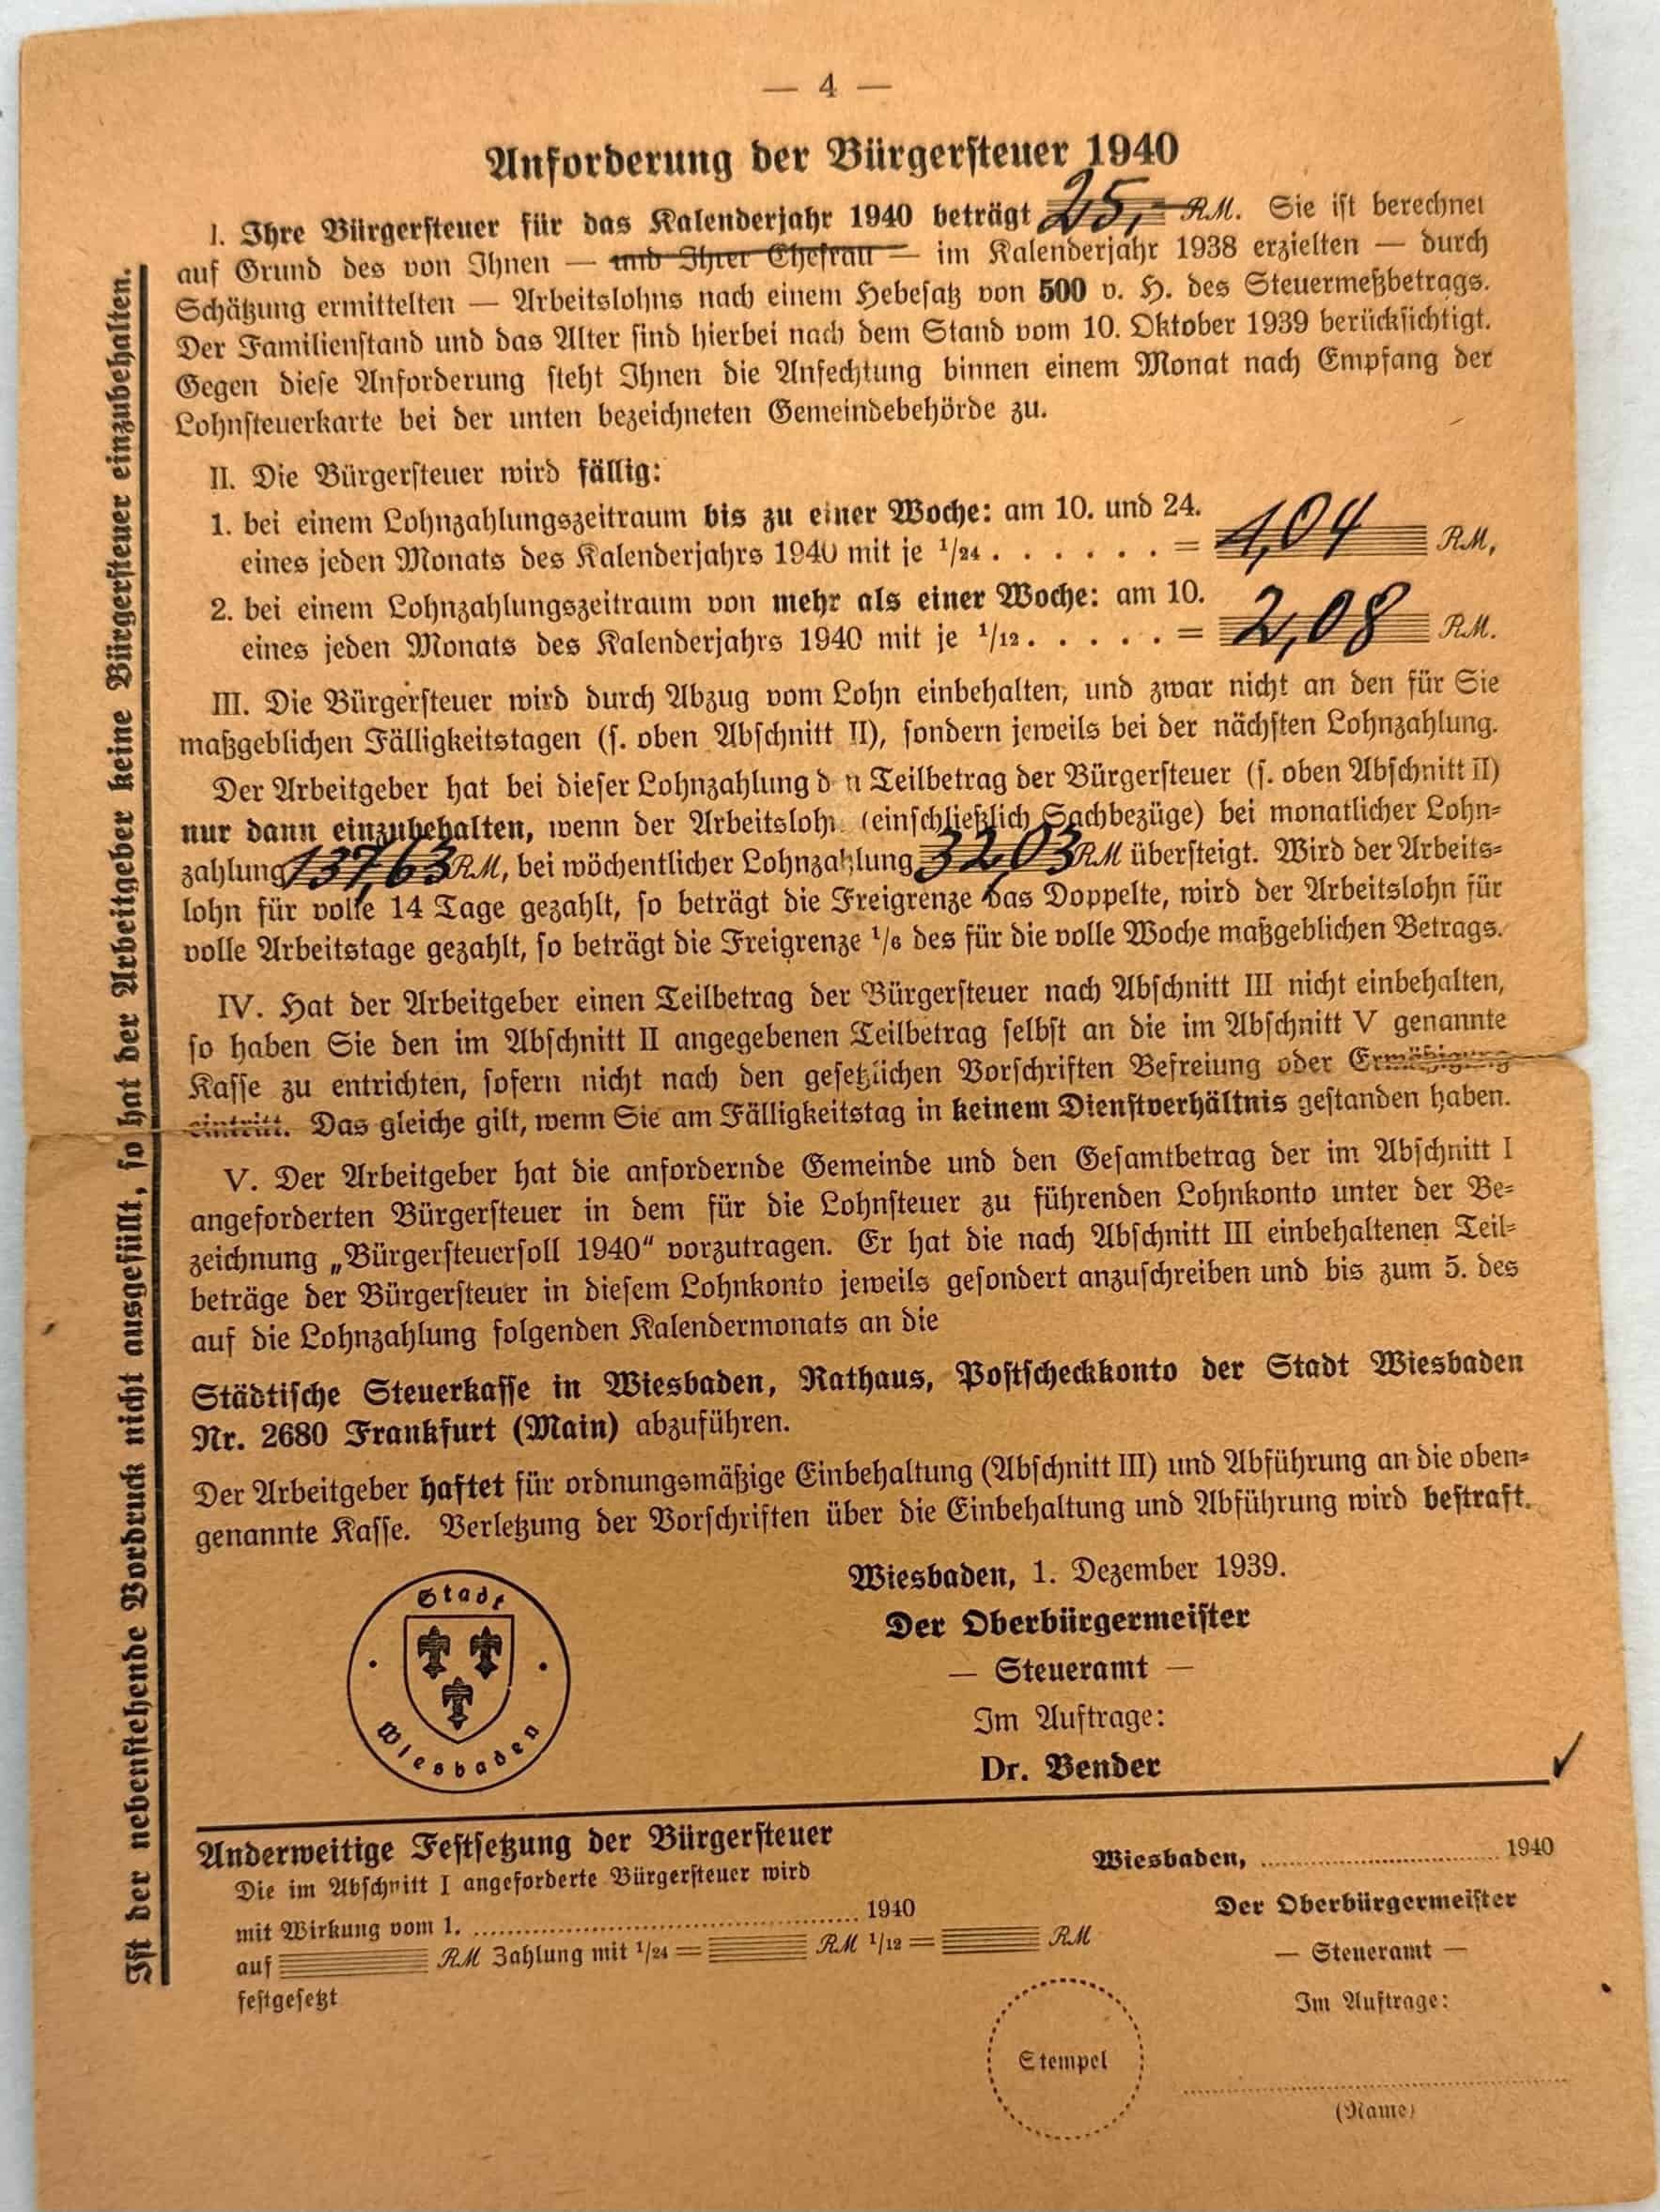 — 4 —
Anforderung der Bürgersteuer 1940
I. Ihre Bürgersteuer für das Kalenderjahr 1940 beträgt 25,- RM. Sie ist berechnet
auf Grund des von Ihnen — und Ihrer Ehefrau — im Kalenderjahr 1938 erzielten — durch
Schätzung ermittelten — Arbeitslohns nach einem Hebesatz von 500 v. H. des Steuermeßbetrags.
Der Familienstand und das Alter sind hierbei nach dem Stand vom 10. Oktober 1939 berücksichtigt.
Gegen diese Anforderung steht Ihnen die Anfechtung binnen einem Monat nach Empfang der
Lohnsteuerkarte bei der unten bezeichneten Gemeindebehörde zu.
II. Die Bürgersteuer wird fällig:
1. bei einem Lohnzahlungszeitraum bis zu einer Woche: am 10. und 24.
eines jeden Monats des Kalenderjahrs 1940 mit je 1/24 . . . . . . . = 1,04 RM,
2. bei einem Lohnzahlungszeitraum von mehr als einer Woche: am 10.
eines jeden Monats des Kalenderjahrs 1940 mit je 1/12 . . . . . . = 2,08 RM.
III. Die Bürgersteuer wird durch Abzug vom Lohn einbehalten, und zwar nicht an den für Sie
maßgeblichen Fälligkeitstagen (s. oben Abschnitt II), sondern jeweils bei der nächsten Lohnzahlung.
Der Arbeitgeber hat bei dieser Lohnzahlung d n Teilbetrag der Bürgersteuer (s. oben Abschnitt II)
nur dann einzubehalten, wenn der Arbeitslohn (einschließlich Sachbezüge) bei monatlicher Lohn=
zahlung 137,63 RM, bei wöchentlicher Lohnzahlung 32,03 RM übersteigt. Wird der Arbeits=
lohn für volle 14 Tage gezahlt, so beträgt die Freigrenze das Doppelte, wird der Arbeitslohn für
volle Arbeitstage gezahlt, so beträgt die Freigrenze 1/6 des für die volle Woche maßgeblichen Betrags.
IV. Hat der Arbeitgeber einen Teilbetrag der Bürgersteuer nach Abschnitt III nicht einbehalten,
so haben Sie den im Abschnitt II angegebenen Teilbetrag selbst an die im Abschnitt V genannte
Kasse zu entrichten, sofern nicht nach den gesetzlichen Vorschriften Befreiung oder Ermäßigung
eintritt. Das gleiche gilt, wenn Sie am Fälligkeitstag in keinem Dienstverhältnis gestanden haben.
V. Der Arbeitgeber hat die anfordernde Gemeinde und den Gesamtbetrag der im Abschnitt I
angeforderten Bürgersteuer in dem für die Lohnsteuer zu führenden Lohnkonto unter der Be=
zeichnung „Bürgersteuersoll 1940“ vorzutragen. Er hat die nach Abschnitt III einbehaltenen Teil=
beträge der Bürgersteuer in diesem Lohnkonto jeweils gesondert anzuschreiben und bis zum 5. des
auf die Lohnzahlung folgenden Kalendermonats an die
Städtische Steuerkasse in Wiesbaden, Rathaus, Postscheckkonto der Stadt Wiesbaden
Nr. 2680 Frankfurt (Main) abzuführen.
Der Arbeitgeber haftet für ordnungsmäßige Einbehaltung (Abschnitt III) und Abführung an die oben=
genannte Kasse. Verletzung der Vorschriften über die Einbehaltung und Abführung wird bestraft.
Wiesbaden, 1. Dezember 1939.
Der Oberbürgermeister
— Steueramt —
Im Auftrage:
Dr. Bender
Stadt
Wiesbaden
Ist der nebenstehende Vordruck nicht ausgefüllt, so hat der Arbeitgeber keine Bürgersteuer einzubehalten.
Anderweitige Festsetzung der Bürgersteuer
Die im Abschnitt I angeforderte Bürgersteuer wird
mit Wirkung vom 1. 1940
auf RM Zahlung mit 1/24 = RM 1/12 = RM
festgesetzt
Wiesbaden, 1940
Der Oberbürgermeister
— Steueramt —
Im Auftrage:
Stempel
(Name)